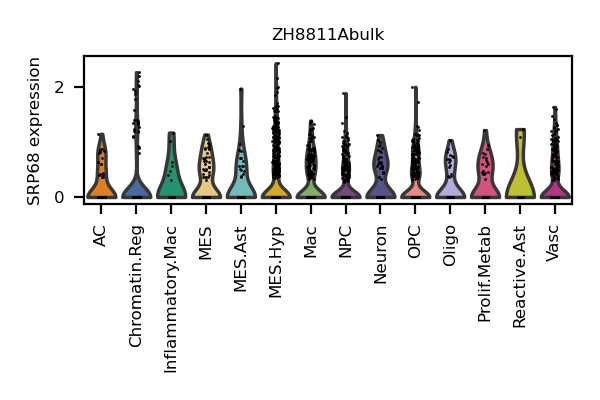 ZH8811Abulk
SRP68 expression
2
0
AC
Chromatin.Reg
Inflammatory.Mac
MES
MES.Ast
MES.Hyp
Mac
NPC
Neuron
OPC
Oligo
Prolif.Metab
Reactive.Ast
Vasc